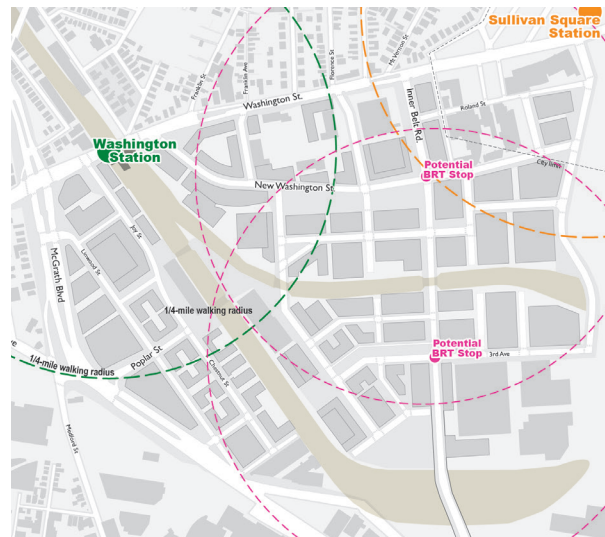 Sullivan Square
Station
Franklin St
Franklin Ave
Florence St
Mt Vernon St
Washington St.
Inner Belt Rd.
Roland St
Washington
Station
Potential
BRT Stop
City limits
New Washington St.
Joy St
Linwood St
McGrath Blvd
1/4-mile walking radius
Potential
BRT Stop
3rd Ave
Poplar St
Chestnut St
1/4-mile walking radius
Medford St